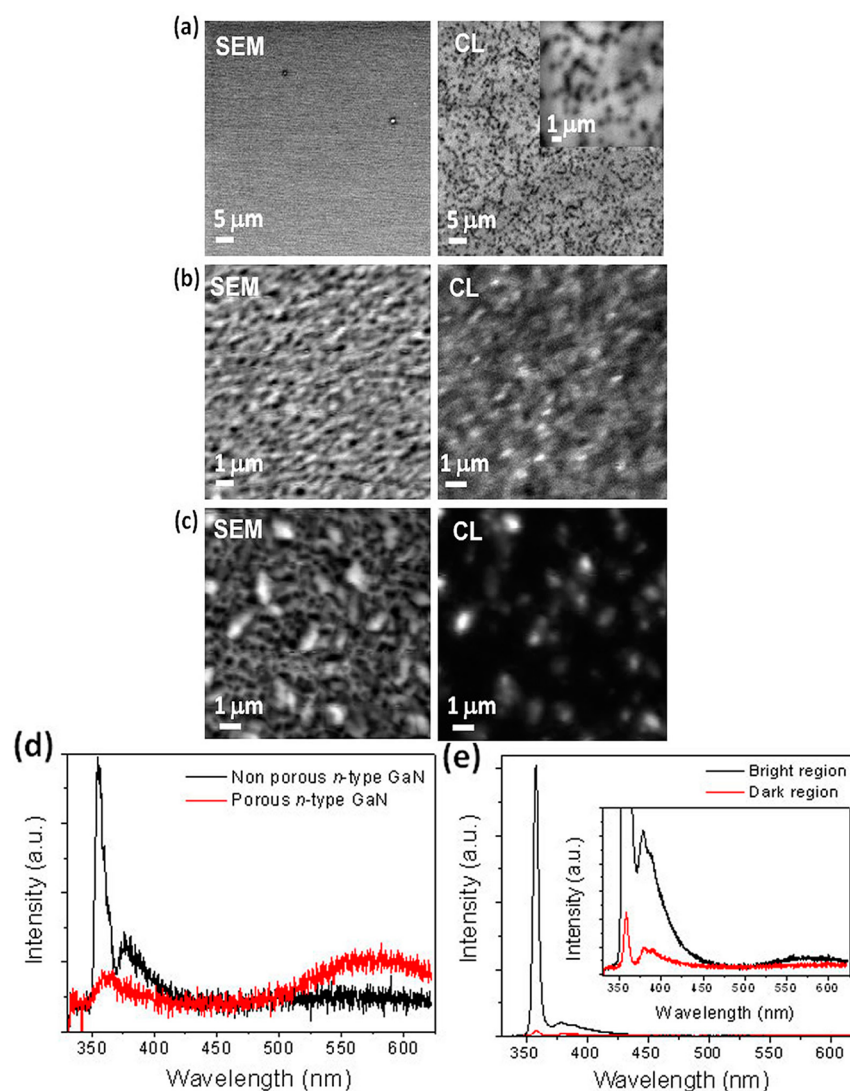 (a)
SEM
5 μm
CL
1 μm
5 μm
(b)
SEM
1 μm
CL
1 μm
(c)
SEM
1 μm
CL
1 μm
(d)
Non porous n-type GaN
Porous n-type GaN
Intensity (a.u.)
350 400 450 500 550 600
Wavelength (nm)
(e)
Bright region
Dark region
Intensity (a.u.)
Intensity (a.u.)
350 400 450 500 550 600
Wavelength (nm)
350 400 450 500 550 600
Wavelength (nm)